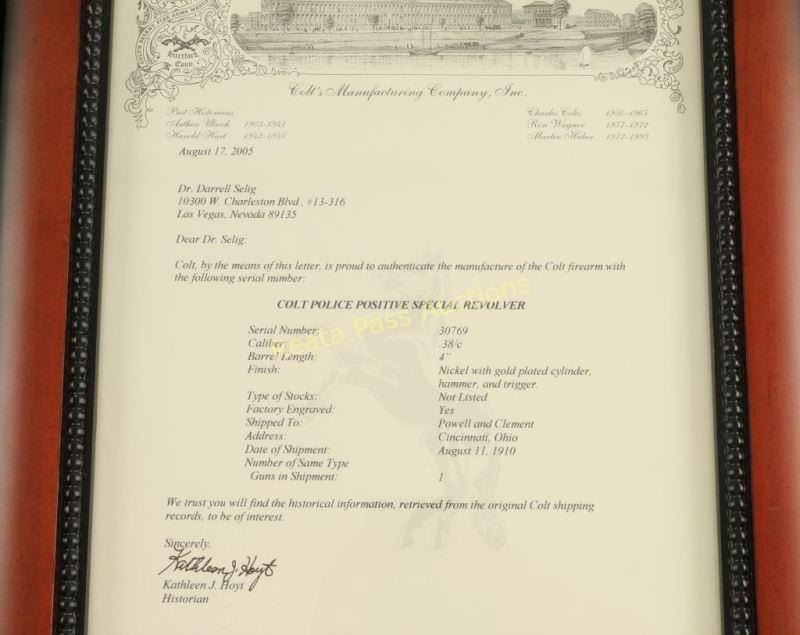 Hartford
Conn.
Colt's Manufacturing Company, Inc.
Past Historians
Arthur Ulrich 1903-1941
Harold Hart 1942-1945
Charles Coles 1950-1965
Ron Wagner 1957-1972
Martin Huber 1972-1993
August 17, 2005
Dr. Darrell Selig
10300 W. Charleston Blvd., #13-316
Las Vegas, Nevada 89135
Dear Dr. Selig:
Colt, by the means of this letter, is proud to authenticate the manufacture of the Colt firearm with
the following serial number:
COLT POLICE POSITIVE SPECIAL REVOLVER
Serial Number: 30769
Caliber: .38/c
Barrel Length: 4"
Finish: Nickel with gold plated cylinder,
hammer, and trigger.
Type of Stocks: Not Listed
Factory Engraved: Yes
Shipped To: Powell and Clement
Address: Cincinnati, Ohio
Date of Shipment: August 11, 1910
Number of Same Type
Guns in Shipment: 1
We trust you will find the historical information, retrieved from the original Colt shipping
records, to be of interest.
Sincerely,
Kathleen J. Hoyt
Kathleen J. Hoyt
Historian
Neata Pass Auctions